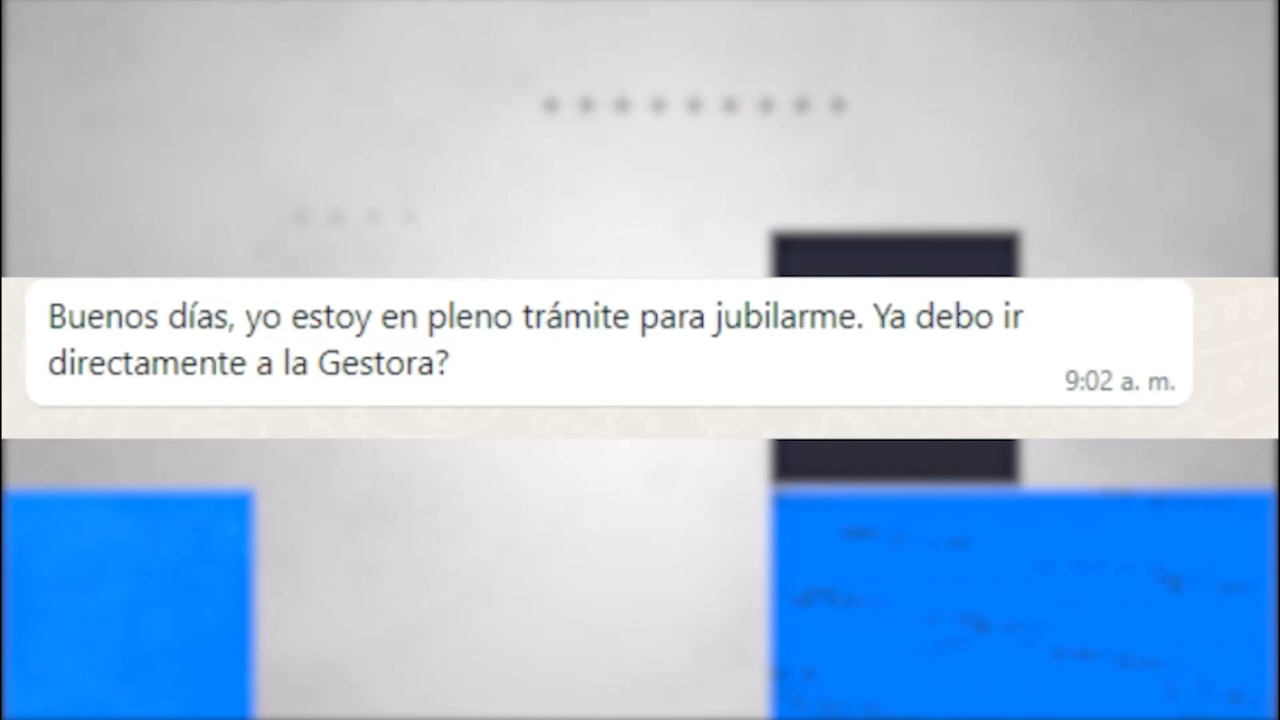 Buenos días, yo estoy en pleno trámite para jubilarme. Ya debo ir
directamente a la Gestora?
9:02 a. m.